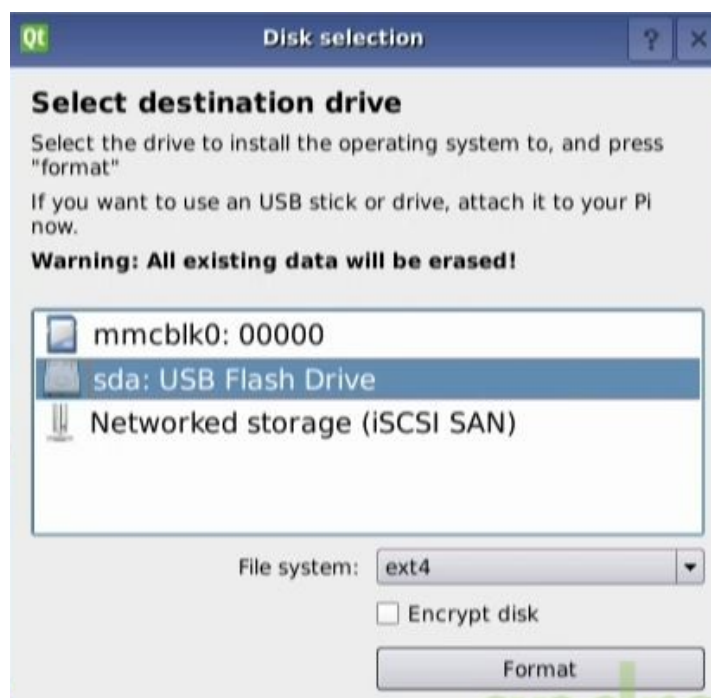 Qt
Disk selection
?
Select destination drive
Select the drive to install the operating system to, and press
"format"
If you want to use an USB stick or drive, attach it to your Pi
now.
Warning: All existing data will be erased!
mmcblk0: 00000
sda: USB Flash Drive
Networked storage (iSCSI SAN)
File system: ext4
Encrypt disk
Format